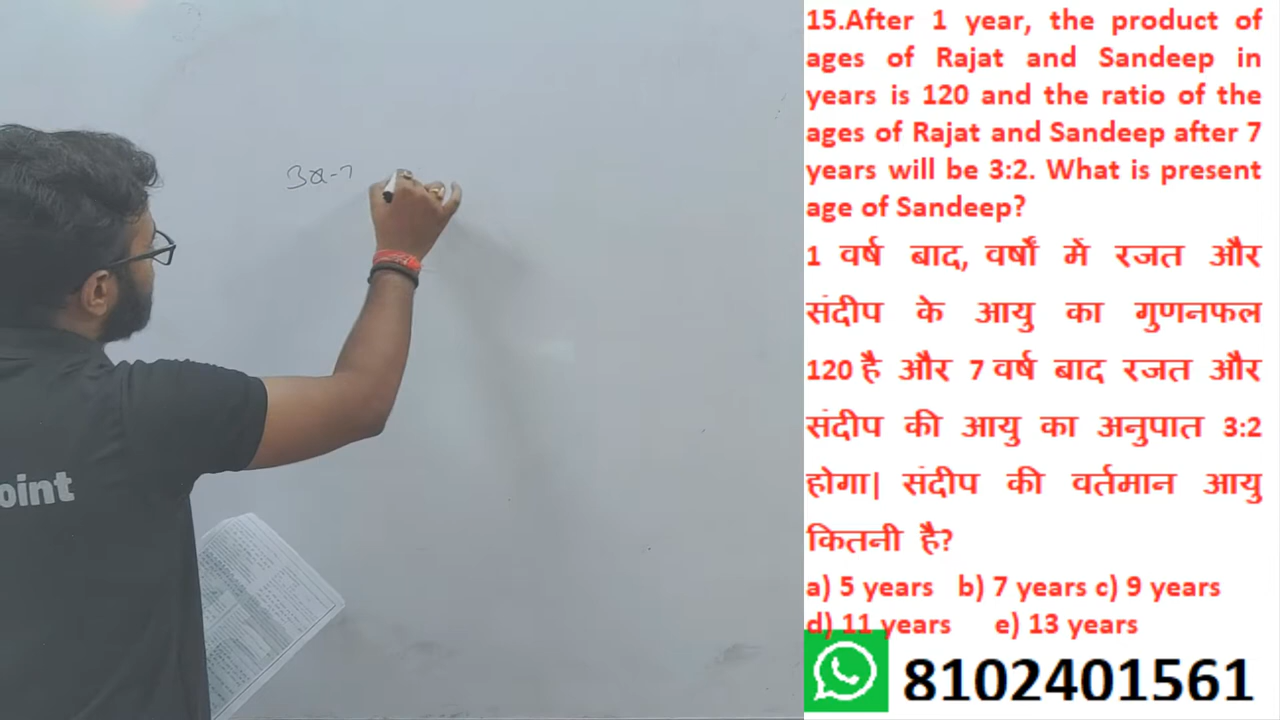 3x-7
oint
15.After 1 year, the product of
ages of Rajat and Sandeep in
years is 120 and the ratio of the
ages of Rajat and Sandeep after 7
years will be 3:2. What is present
age of Sandeep?
1 वर्ष बाद, वर्षों में रजत और
संदीप के आयु का गुणनफल
120 है और 7 वर्ष बाद रजत और
संदीप की आयु का अनुपात 3:2
होगा| संदीप की वर्तमान आयु
कितनी है?
a) 5 years b) 7 years c) 9 years
d) 11 years e) 13 years
8102401561